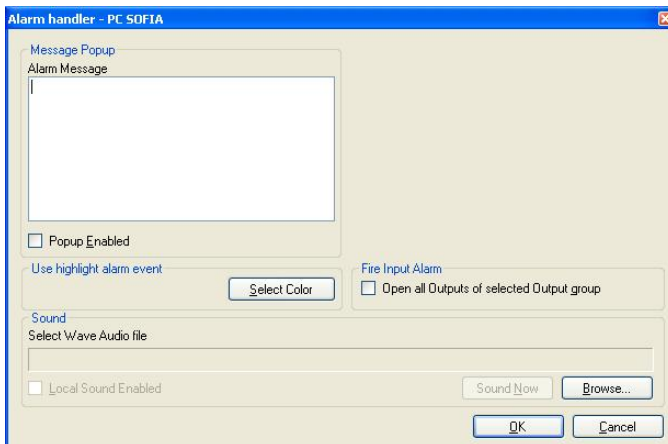 Alarm handler - PC SOFIA
Message Popup
Alarm Message
Popup Enabled
Use highlight alarm event
Select Color
Fire Input Alarm
Open all Outputs of selected Output group
Sound
Select Wave Audio file
Local Sound Enabled
Sound Now
Browse...
OK
Cancel